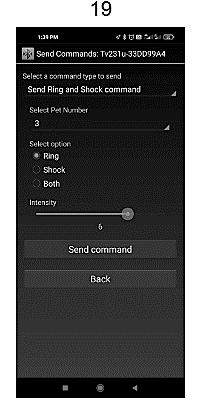 19
1:39 PM
Send Commands: Tv231u-33DD99A4
Select a command type to send
Send Ring and Shock command
Select Pet Number
3
Select option
Ring
Shock
Both
Intensity
6
Send command
Back